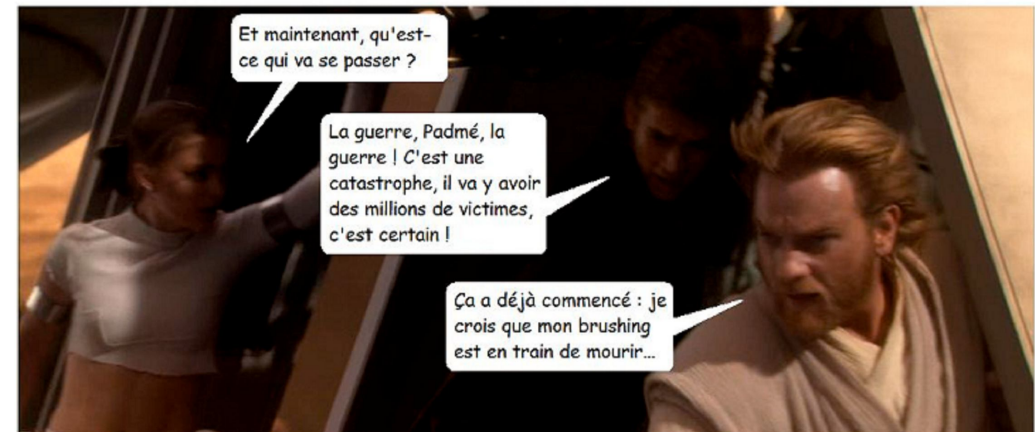 Et maintenant, qu'est-
ce qui va se passer ?
La guerre, Padmé, la
guerre ! C'est une
catastrophe, il va y avoir
des millions de victimes,
c'est certain !
Ça a déjà commencé : je
crois que mon brushing
est en train de mourir...